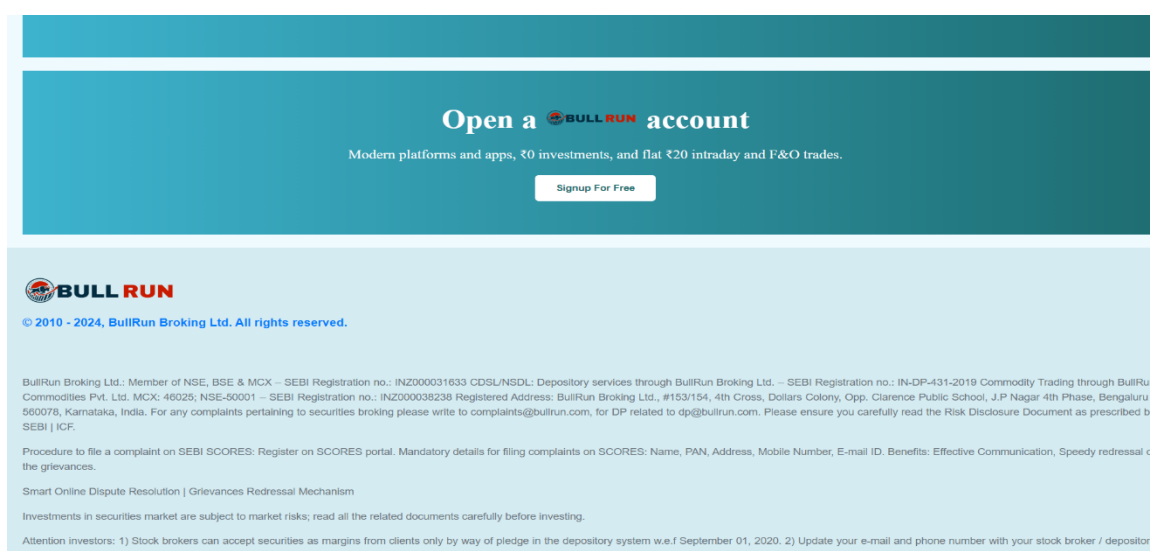 Open a BULL RUN account
Modern platforms and apps, ₹0 investments, and flat ₹20 intraday and F&O trades.
Signup For Free
BULL RUN
© 2010 - 2024, BullRun Broking Ltd. All rights reserved.
BullRun Broking Ltd.: Member of NSE, BSE & MCX – SEBI Registration no.: INZ000031633 CDSL/NSDL: Depository services through BullRun Broking Ltd. – SEBI Registration no.: IN-DP-431-2019 Commodity Trading through BullRu
Commodities Pvt. Ltd. MCX: 46025; NSE-50001 – SEBI Registration no.: INZ000038238 Registered Address: BullRun Broking Ltd., #153/154, 4th Cross, Dollars Colony, Opp. Clarence Public School, J.P Nagar 4th Phase, Bengaluru
560078, Karnataka, India. For any complaints pertaining to securities broking please write to complaints@bullrun.com, for DP related to dp@bullrun.com. Please ensure you carefully read the Risk Disclosure Document as prescribed b
SEBI | ICF.
Procedure to file a complaint on SEBI SCORES: Register on SCORES portal. Mandatory details for filing complaints on SCORES: Name, PAN, Address, Mobile Number, E-mail ID. Benefits: Effective Communication, Speedy redressal o
the grievances.
Smart Online Dispute Resolution | Grievances Redressal Mechanism
Investments in securities market are subject to market risks; read all the related documents carefully before investing.
Attention investors: 1) Stock brokers can accept securities as margins from clients only by way of pledge in the depository system w.e.f September 01, 2020. 2) Update your e-mail and phone number with your stock broker / depositor